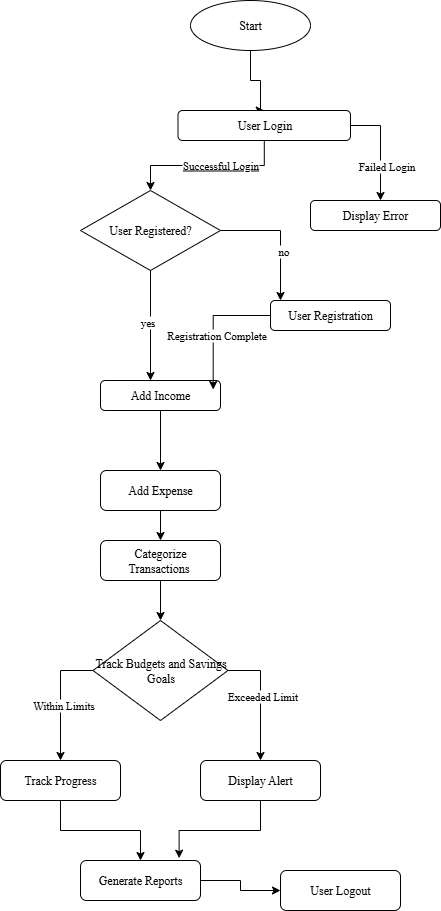 Start
User Login
Successful Login
Failed Login
Display Error
User Registered?
no
User Registration
yes
Registration Complete
Add Income
Add Expense
Categorize
Transactions
Track Budgets and Savings
Goals
Within Limits
Exceeded Limit
Track Progress
Display Alert
Generate Reports
User Logout